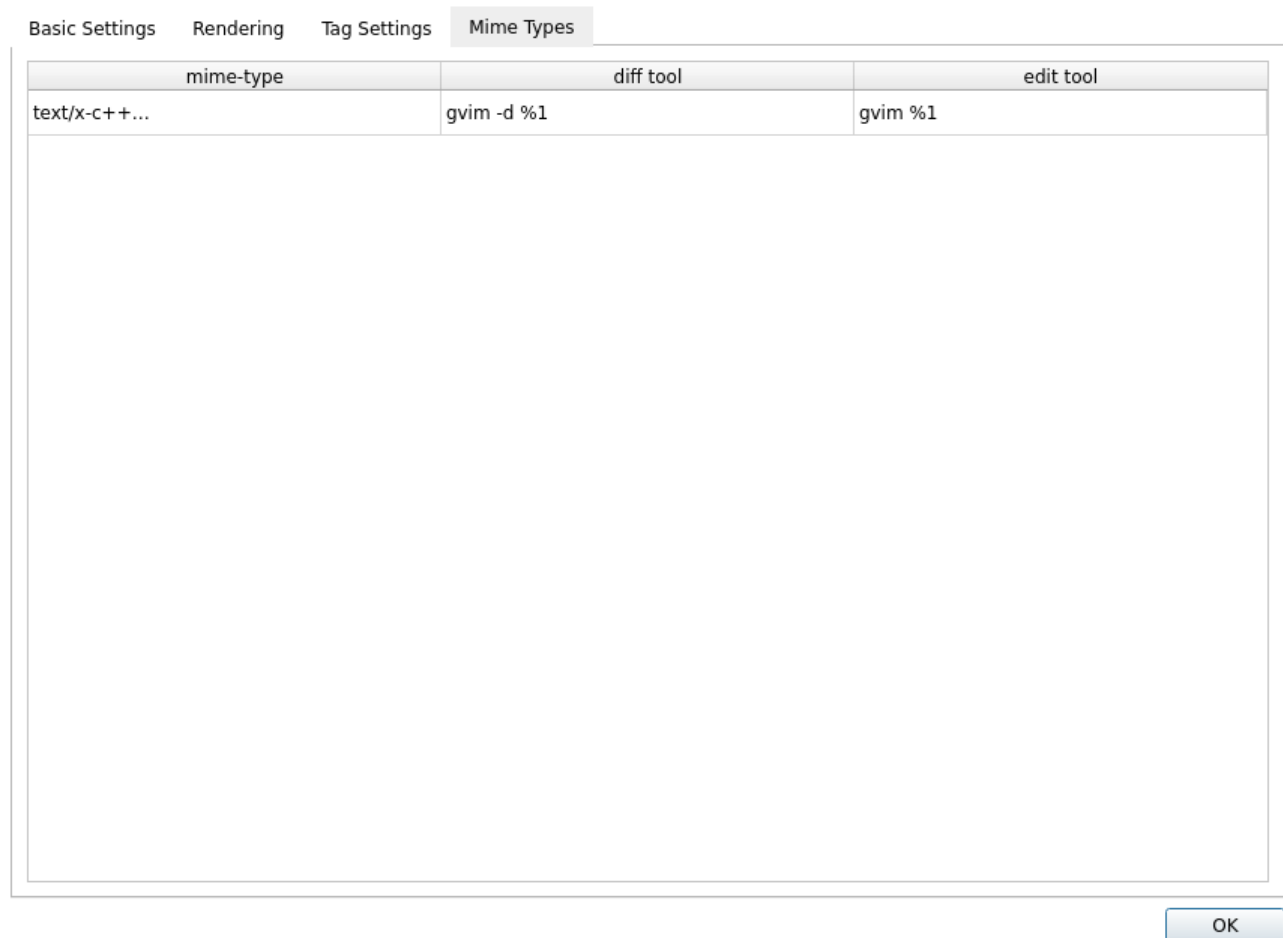 Basic Settings Rendering Tag Settings Mime Types
mime-type diff tool edit tool
text/x-c++... gvim -d %1 gvim %1
OK